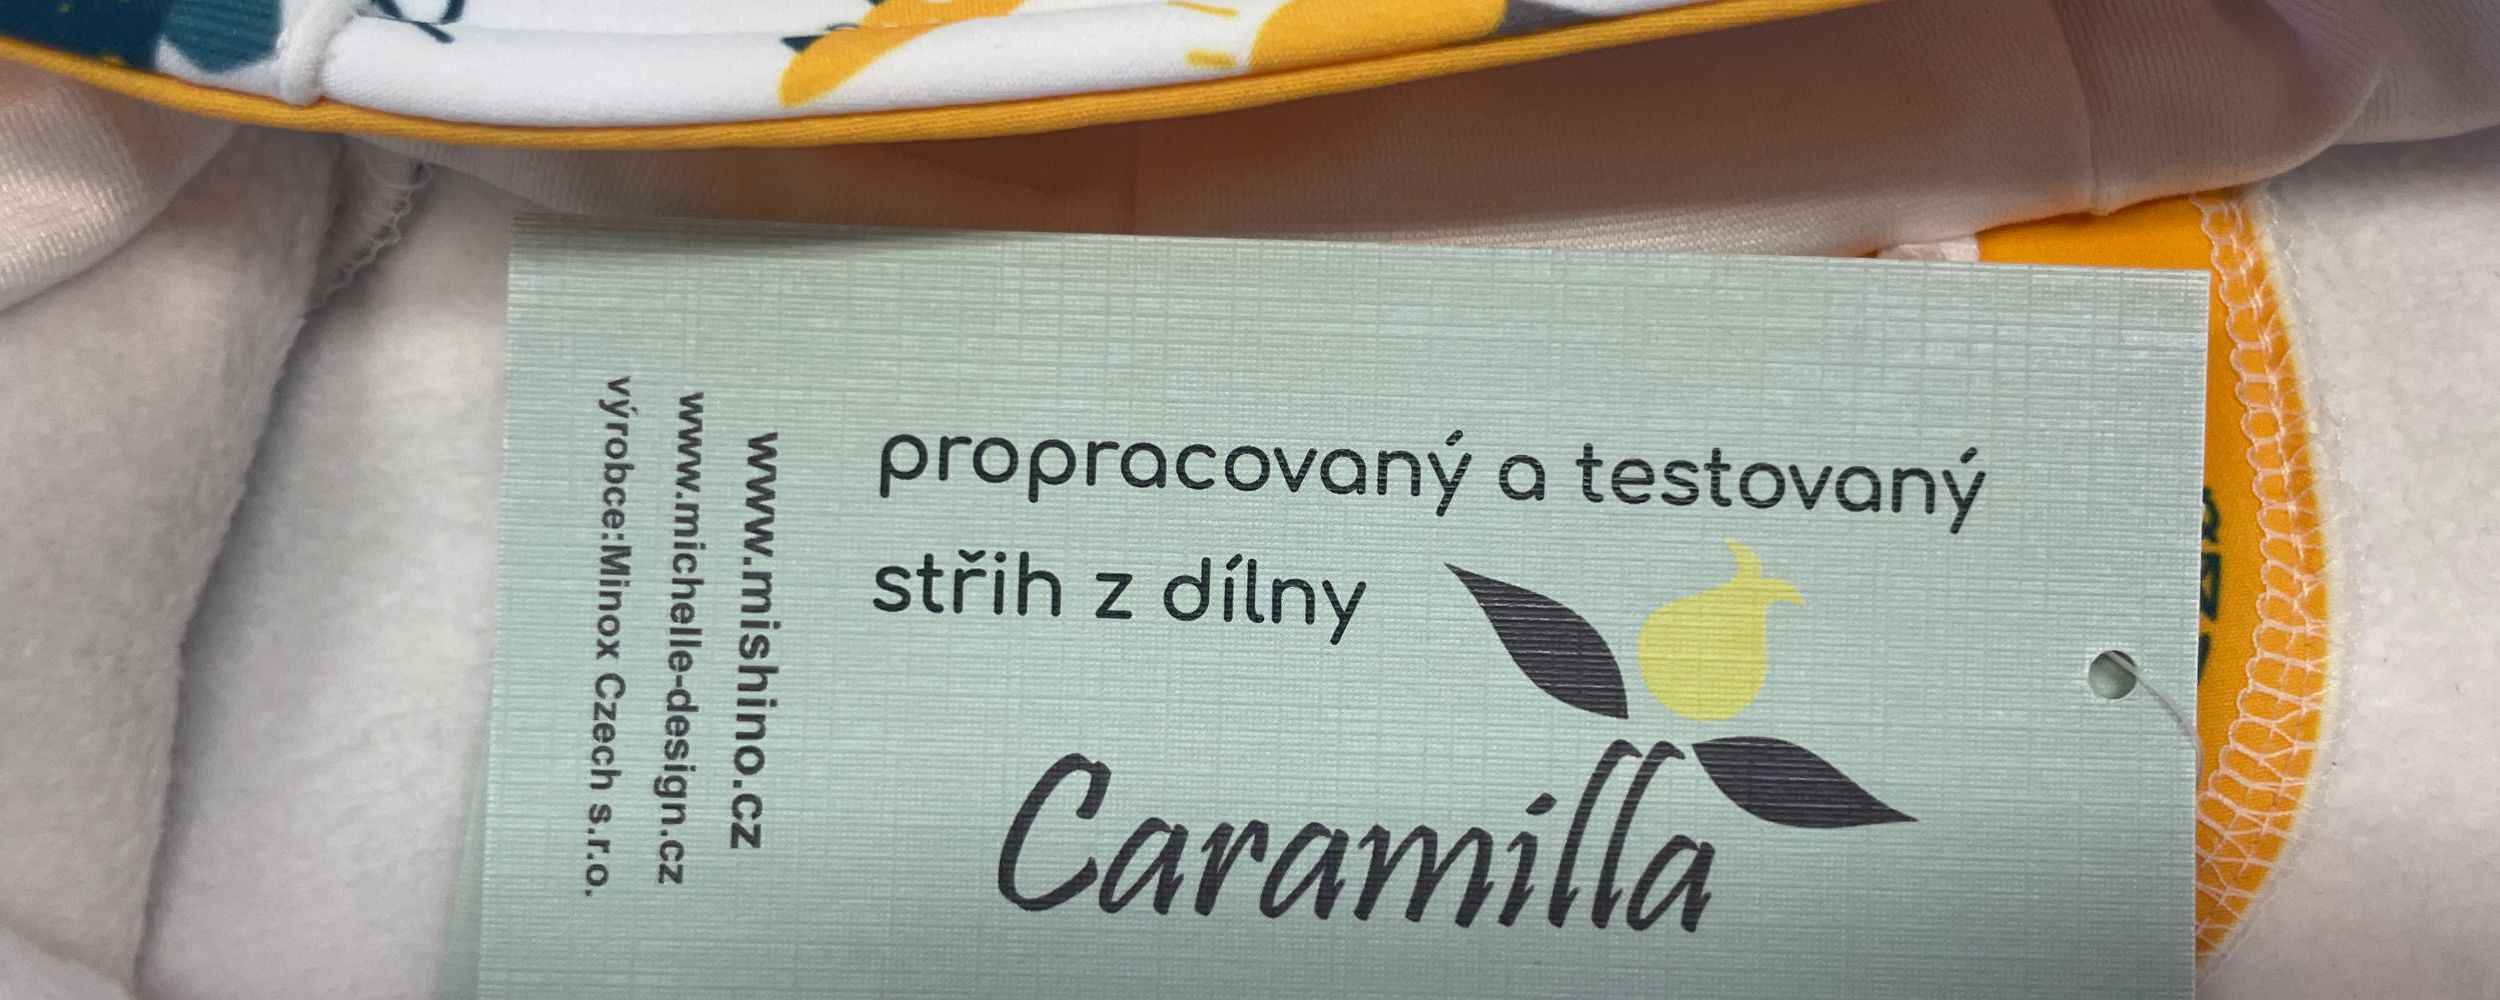 propracovaný a testovaný
střih z dílny
Caramilla
www.mishino.cz
www.michelle-design.cz
výrobce:Minox Czech s.r.o.